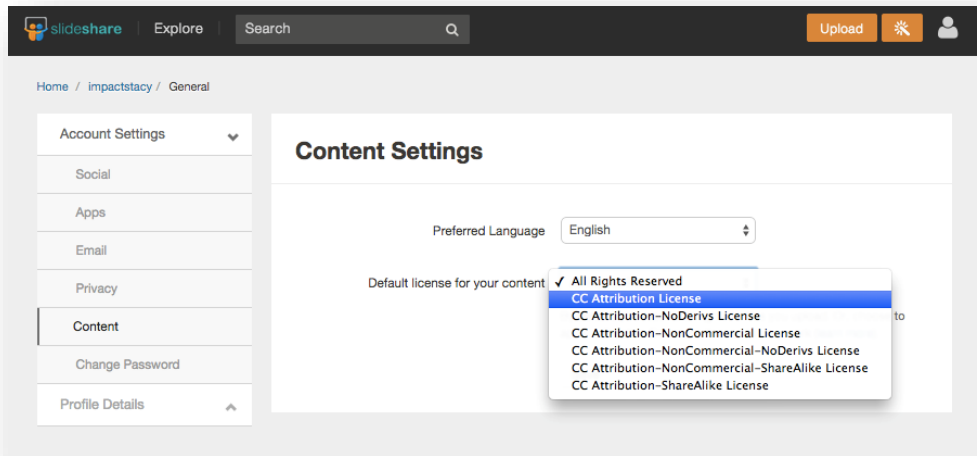 slideshare Explore Search Upload
Home / impactstacy / General
Account Settings
Social
Apps
Email
Privacy
Content
Change Password
Profile Details
Content Settings
Preferred Language English
Default license for your content ✓ All Rights Reserved
CC Attribution License
CC Attribution-NoDerivs License
to
CC Attribution-NonCommercial License
CC Attribution-NonCommercial-NoDerivs License
CC Attribution-NonCommercial-ShareAlike License
CC Attribution-ShareAlike License